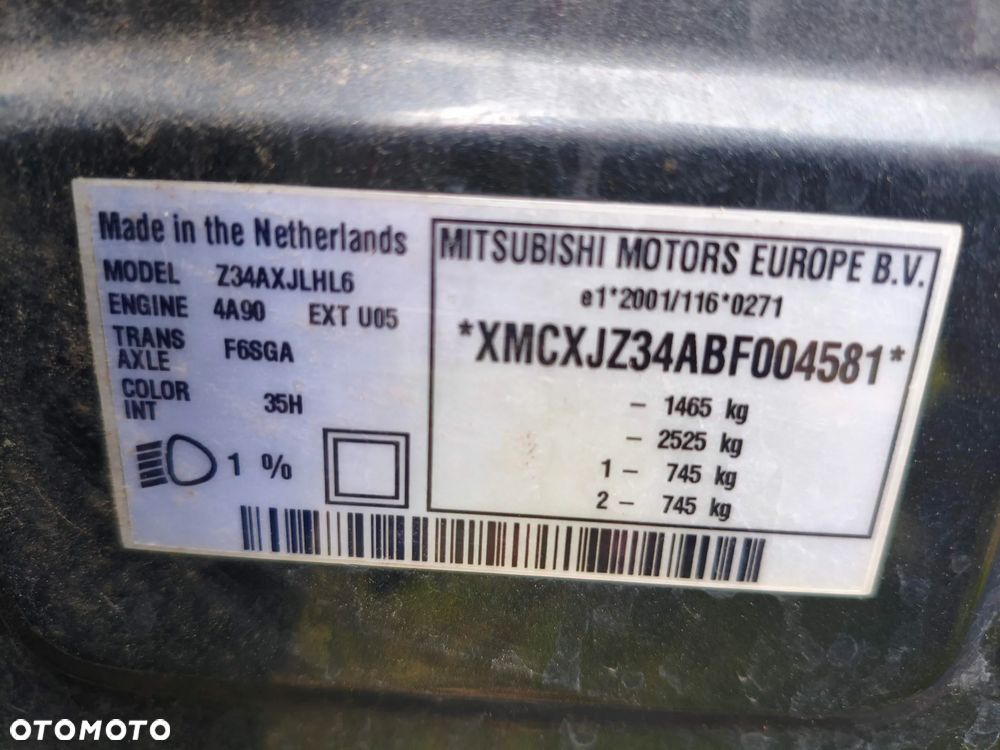 Made in the Netherlands
MODEL Z34AXJLHL6
ENGINE 4A90 EXT U05
TRANS
AXLE F6SGA
COLOR
INT 35H
1 %
MITSUBISHI MOTORS EUROPE B.V.
e1*2001/116*0271
*XMCXJZ34ABF004581*
- 1465 kg
- 2525 kg
1 - 745 kg
2 - 745 kg
OTOMOTO